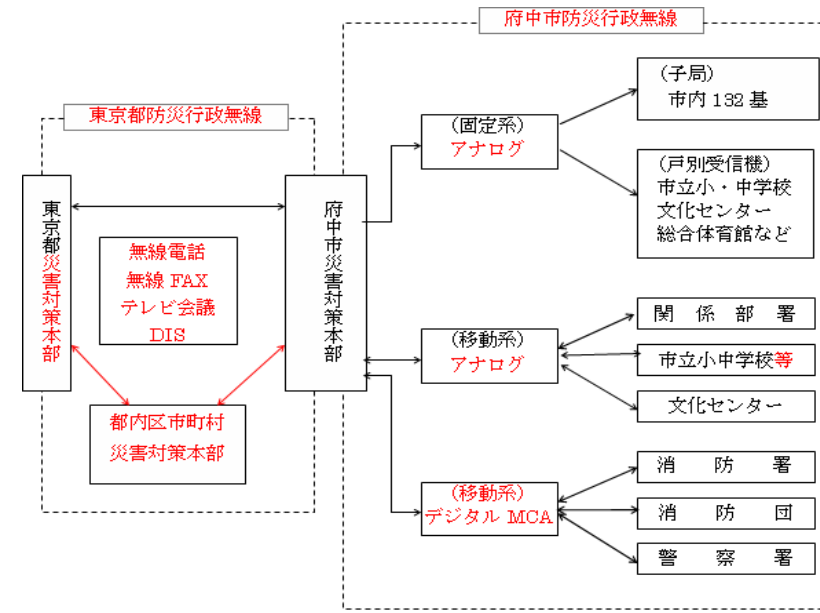 府中市防災行政無線
東京都防災行政無線
東京都災害対策本部
無線電話
無線 FAX
テレビ会議
DIS
都内区市町村
災害対策本部
府中市災害対策本部
(固定系)
アナログ
(子局)
市内 132 基
(戸別受信機)
市立小・中学校
文化センター
総合体育館など
(移動系)
アナログ
関係部署
市立小中学校等
文化センター
(移動系)
デジタル MCA
消防署
消防団
警察署